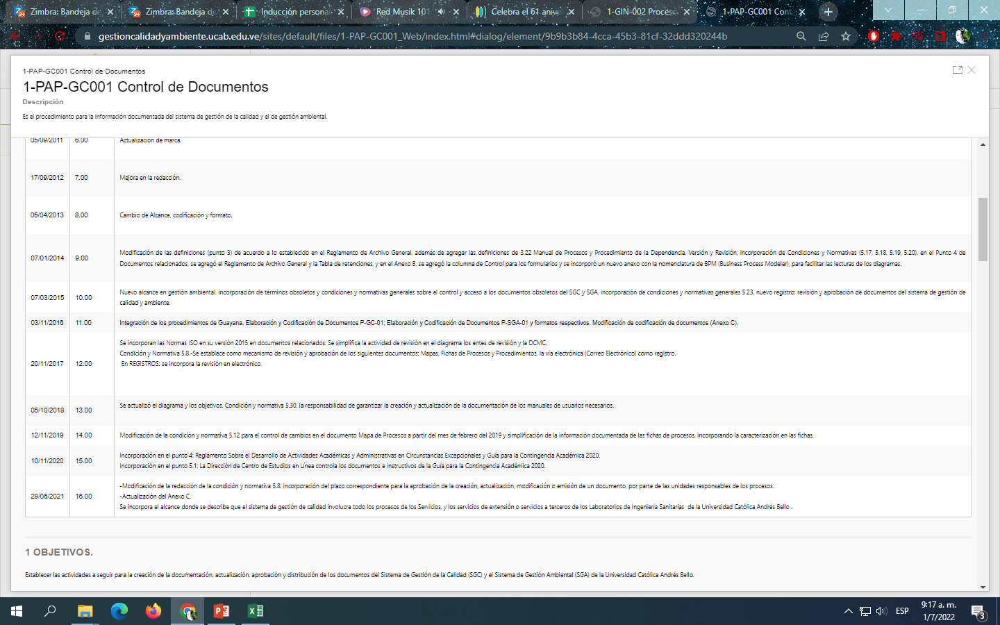 Zimbra: Bandeja de
Zimbra: Bandeja de
Inducción persona
Red Musik 101
Celebra el 61 anive
1-GIN-002 Proceso
1-PAP-GC001 Cont
gestioncalidadyambiente.ucab.edu.ve/sites/default/files/1-PAP-GC001_Web/index.html#dialog/element/9b9b3b84-4cca-45b3-81cf-32ddd320244b
1-PAP-GC001 Control de Documentos
1-PAP-GC001 Control de Documentos
Descripción
Es el procedimiento para la información documentada del sistema de gestión de la calidad y el de gestión ambiental.
05/09/2011 6.00 Actualización de marca.
17/09/2012 7.00 Mejora en la redacción.
05/04/2013 8.00 Cambio de Alcance, codificación y formato.
07/01/2014 9.00 Modificación de las definiciones (punto 3) de acuerdo a lo establecido en el Reglamento de Archivo General, además de agregar las definiciones de 3.22 Manual de Procesos y Procedimiento de la Dependencia, Versión y Revisión, incorporación de Condiciones y Normativas (5.17, 5.18, 5.19, 5.20), en el Punto 4 de
Documentos relacionados, se agregó el Reglamento de Archivo General y la Tabla de retenciones, y en el Anexo B, se agregó la columna de Control para los formularios y se incorporó un nuevo anexo con la nomenclatura de BPM (Business Process Modeler), para facilitar las lecturas de los diagramas.
07/03/2015 10.00 Nuevo alcance en gestión ambiental, incorporación de términos obsoletos y condiciones y normativas generales sobre el control y acceso a los documentos obsoletos del SGC y SGA, incorporación de condiciones y normativas generales 5.23, nuevo registro: revisión y aprobación de documentos del sistema de gestión de
calidad y ambiente.
03/11/2016 11.00 Integración de los procedimientos de Guayana, Elaboración y Codificación de Documentos P-GC-01; Elaboración y Codificación de Documentos P-SGA-01 y formatos respectivos. Modificación de codificación de documentos (Anexo C).
20/11/2017 12.00 Se incorporan las Normas ISO en su versión 2015 en documentos relacionados. Se simplifica la actividad de revisión en el diagrama los entes de revisión y la DCMC.
Condición y Normativa 5.8.-Se establece como mecanismo de revisión y aprobación de los siguientes documentos: Mapas, Fichas de Procesos y Procedimientos, la vía electrónica (Correo Electrónico) como registro.
En REGISTROS: se incorpora la revisión en electrónico.
05/10/2018 13.00 Se actualizó el diagrama y los objetivos. Condición y normativa 5.30, la responsabilidad de garantizar la creación y actualización de la documentación de los manuales de usuarios necesarios.
12/11/2019 14.00 Modificación de la condición y normativa 5.12 para el control de cambios en el documento Mapa de Procesos a partir del mes de febrero del 2019 y simplificación de la información documentada de las fichas de procesos, incorporando la caracterización en las fichas.
10/11/2020 15.00 Incorporación en el punto 4: Reglamento Sobre el Desarrollo de Actividades Académicas y Administrativas en Circunstancias Excepcionales y Guía para la Contingencia Académica 2020.
Incorporación en el punto 5.1: La Dirección de Centro de Estudios en Línea controla los documentos e instructivos de la Guía para la Contingencia Académica 2020.
29/06/2021 16.00 -Modificación de la redacción de la condición y normativa 5.8. Incorporación del plazo correspondiente para la aprobación de la creación, actualización, modificación o omisión de un documento, por parte de las unidades responsables de los procesos.
-Actualización del Anexo C.
Se incorpora el alcance donde se describe que el sistema de gestión de calidad involucra todo los procesos de los Servicios, y los servicios de extensión o servicios a terceros de los Laboratorios de Ingeniería Sanitarias de la Universidad Católica Andrés Bello .
1 OBJETIVOS.
Establecer las actividades a seguir para la creación de la documentación, actualización, aprobación y distribución de los documentos del Sistema de Gestión de la Calidad (SGC) y el Sistema de Gestión Ambiental (SGA) de la Universidad Católica Andrés Bello.
ESP
9:17 a. m.
1/7/2022
3